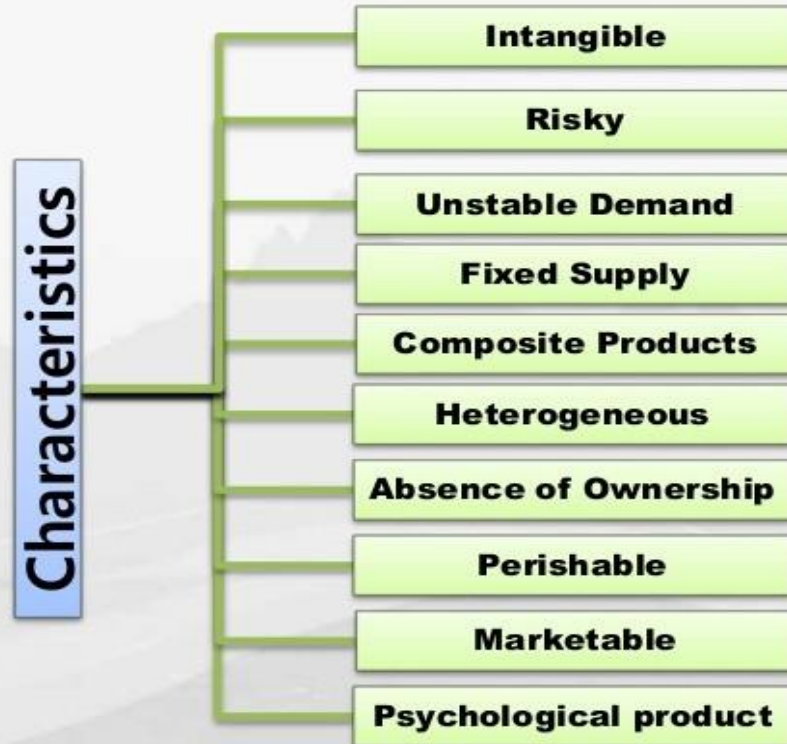 Characteristics
Intangible
Risky
Unstable Demand
Fixed Supply
Composite Products
Heterogeneous
Absence of Ownership
Perishable
Marketable
Psychological product